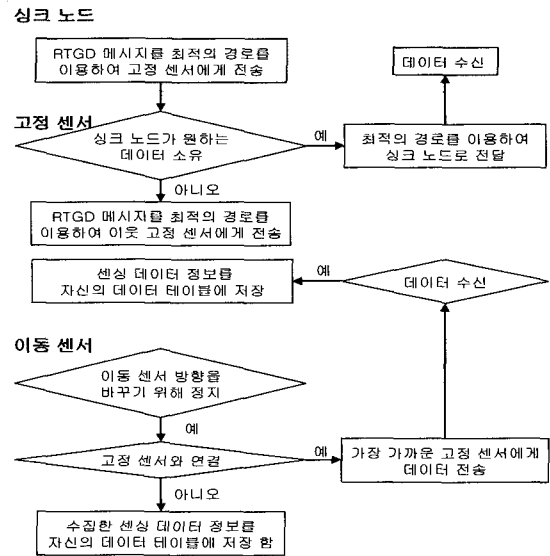 싱크 노드
RTGD 메시지를 최적의 경로를
이용하여 고정 센서에게 전송
데이터 수신
고정 센서
싱크 노드가 원하는
데이터 소유
예
최적의 경로를 이용하여
싱크 노드로 전달
아니오
RTGD 메시지를 최적의 경로를
이용하여 이웃 고정 센서에게 전송
센싱 데이터 정보를
자신의 데이터 테이블에 저장
예
데이터 수신
이동 센서
이동 센서 방향을
바꾸기 위해 정지
예
고정 센서와 연결
예
가장 가까운 고정 센서에게
데이터 전송
아니오
수집한 센싱 데이터 정보를
자신의 데이터 테이블에 저장 함